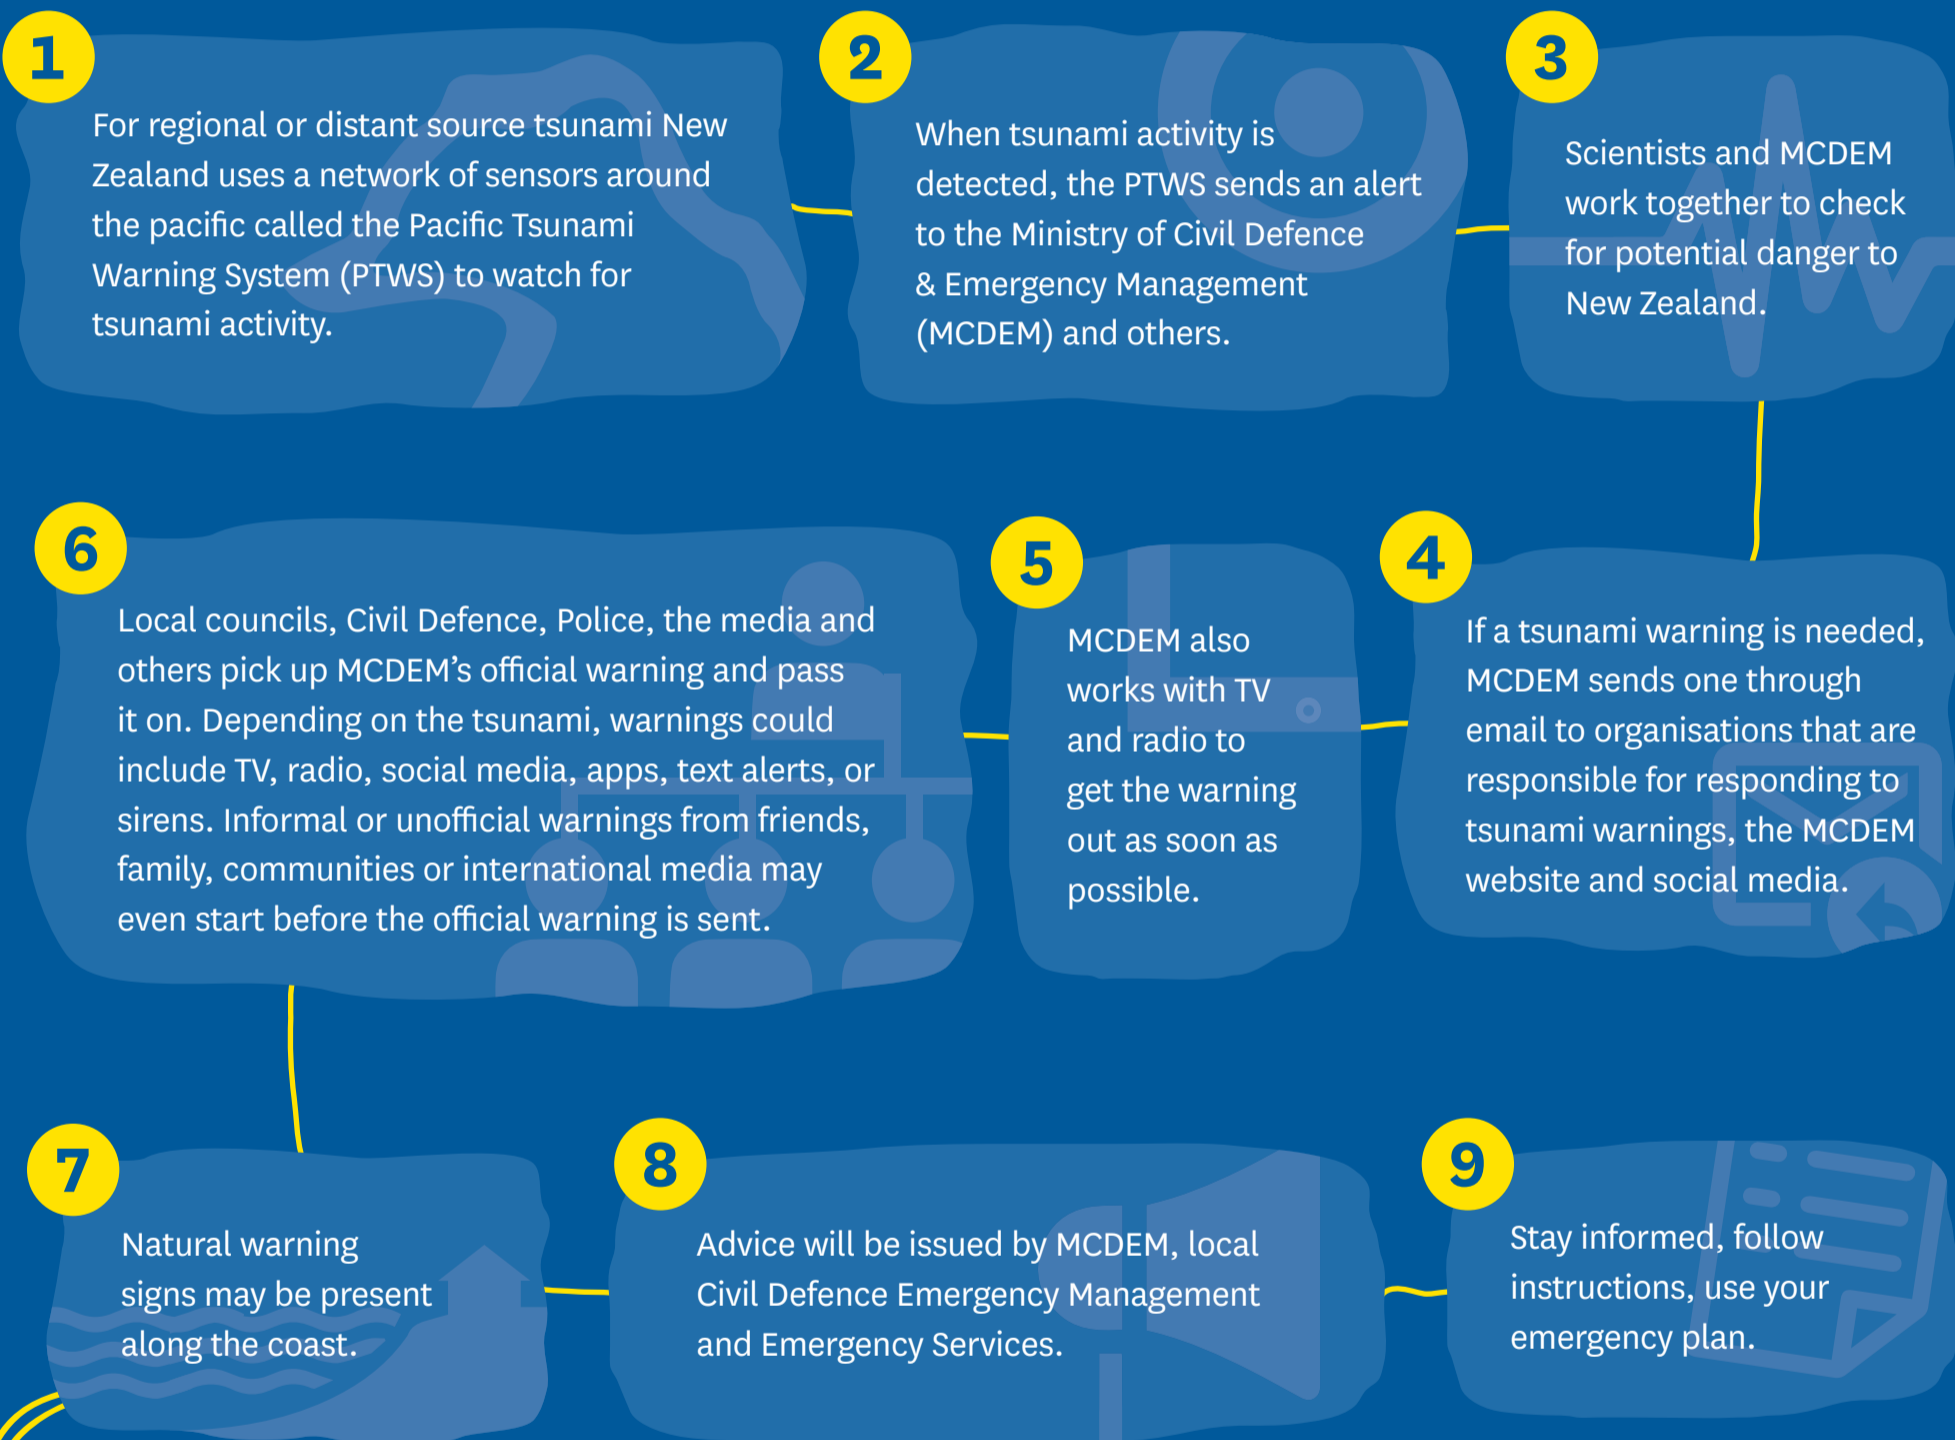 1
For regional or distant source tsunami New
Zealand uses a network of sensors around
the pacific called the Pacific Tsunami
Warning System (PTWS) to watch for
tsunami activity.
2
When tsunami activity is
detected, the PTWS sends an alert
to the Ministry of Civil Defence
& Emergency Management
(MCDEM) and others.
3
Scientists and MCDEM
work together to check
for potential danger to
New Zealand.
4
If a tsunami warning is needed,
MCDEM sends one through
email to organisations that are
responsible for responding to
tsunami warnings, the MCDEM
website and social media.
5
MCDEM also
works with TV
and radio to
get the warning
out as soon as
possible.
6
Local councils, Civil Defence, Police, the media and
others pick up MCDEM’s official warning and pass
it on. Depending on the tsunami, warnings could
include TV, radio, social media, apps, text alerts, or
sirens. Informal or unofficial warnings from friends,
family, communities or international media may
even start before the official warning is sent.
7
Natural warning
signs may be present
along the coast.
8
Advice will be issued by MCDEM, local
Civil Defence Emergency Management
and Emergency Services.
9
Stay informed, follow
instructions, use your
emergency plan.